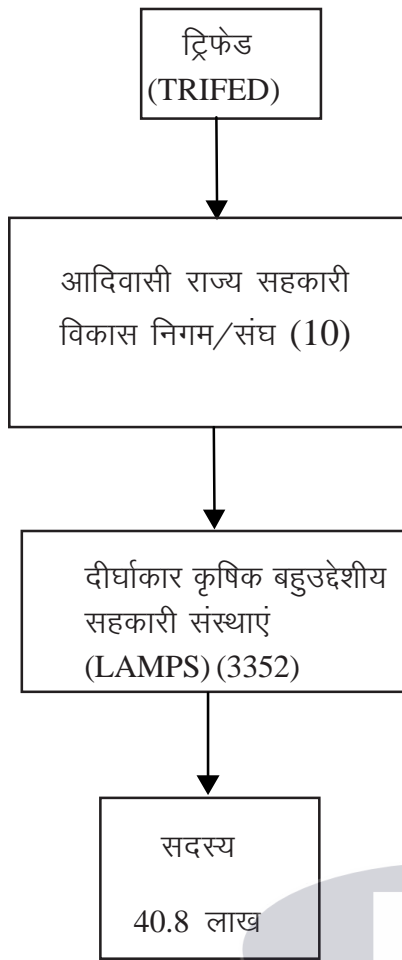 ट्रिफेड
(TRIFED)
आदिवासी राज्य सहकारी
विकास निगम/संघ (10)
दीर्घाकार कृषिक बहुउद्देशीय
सहकारी संस्थाएं
(LAMPS) (3352)
सदस्य
40.8 लाख